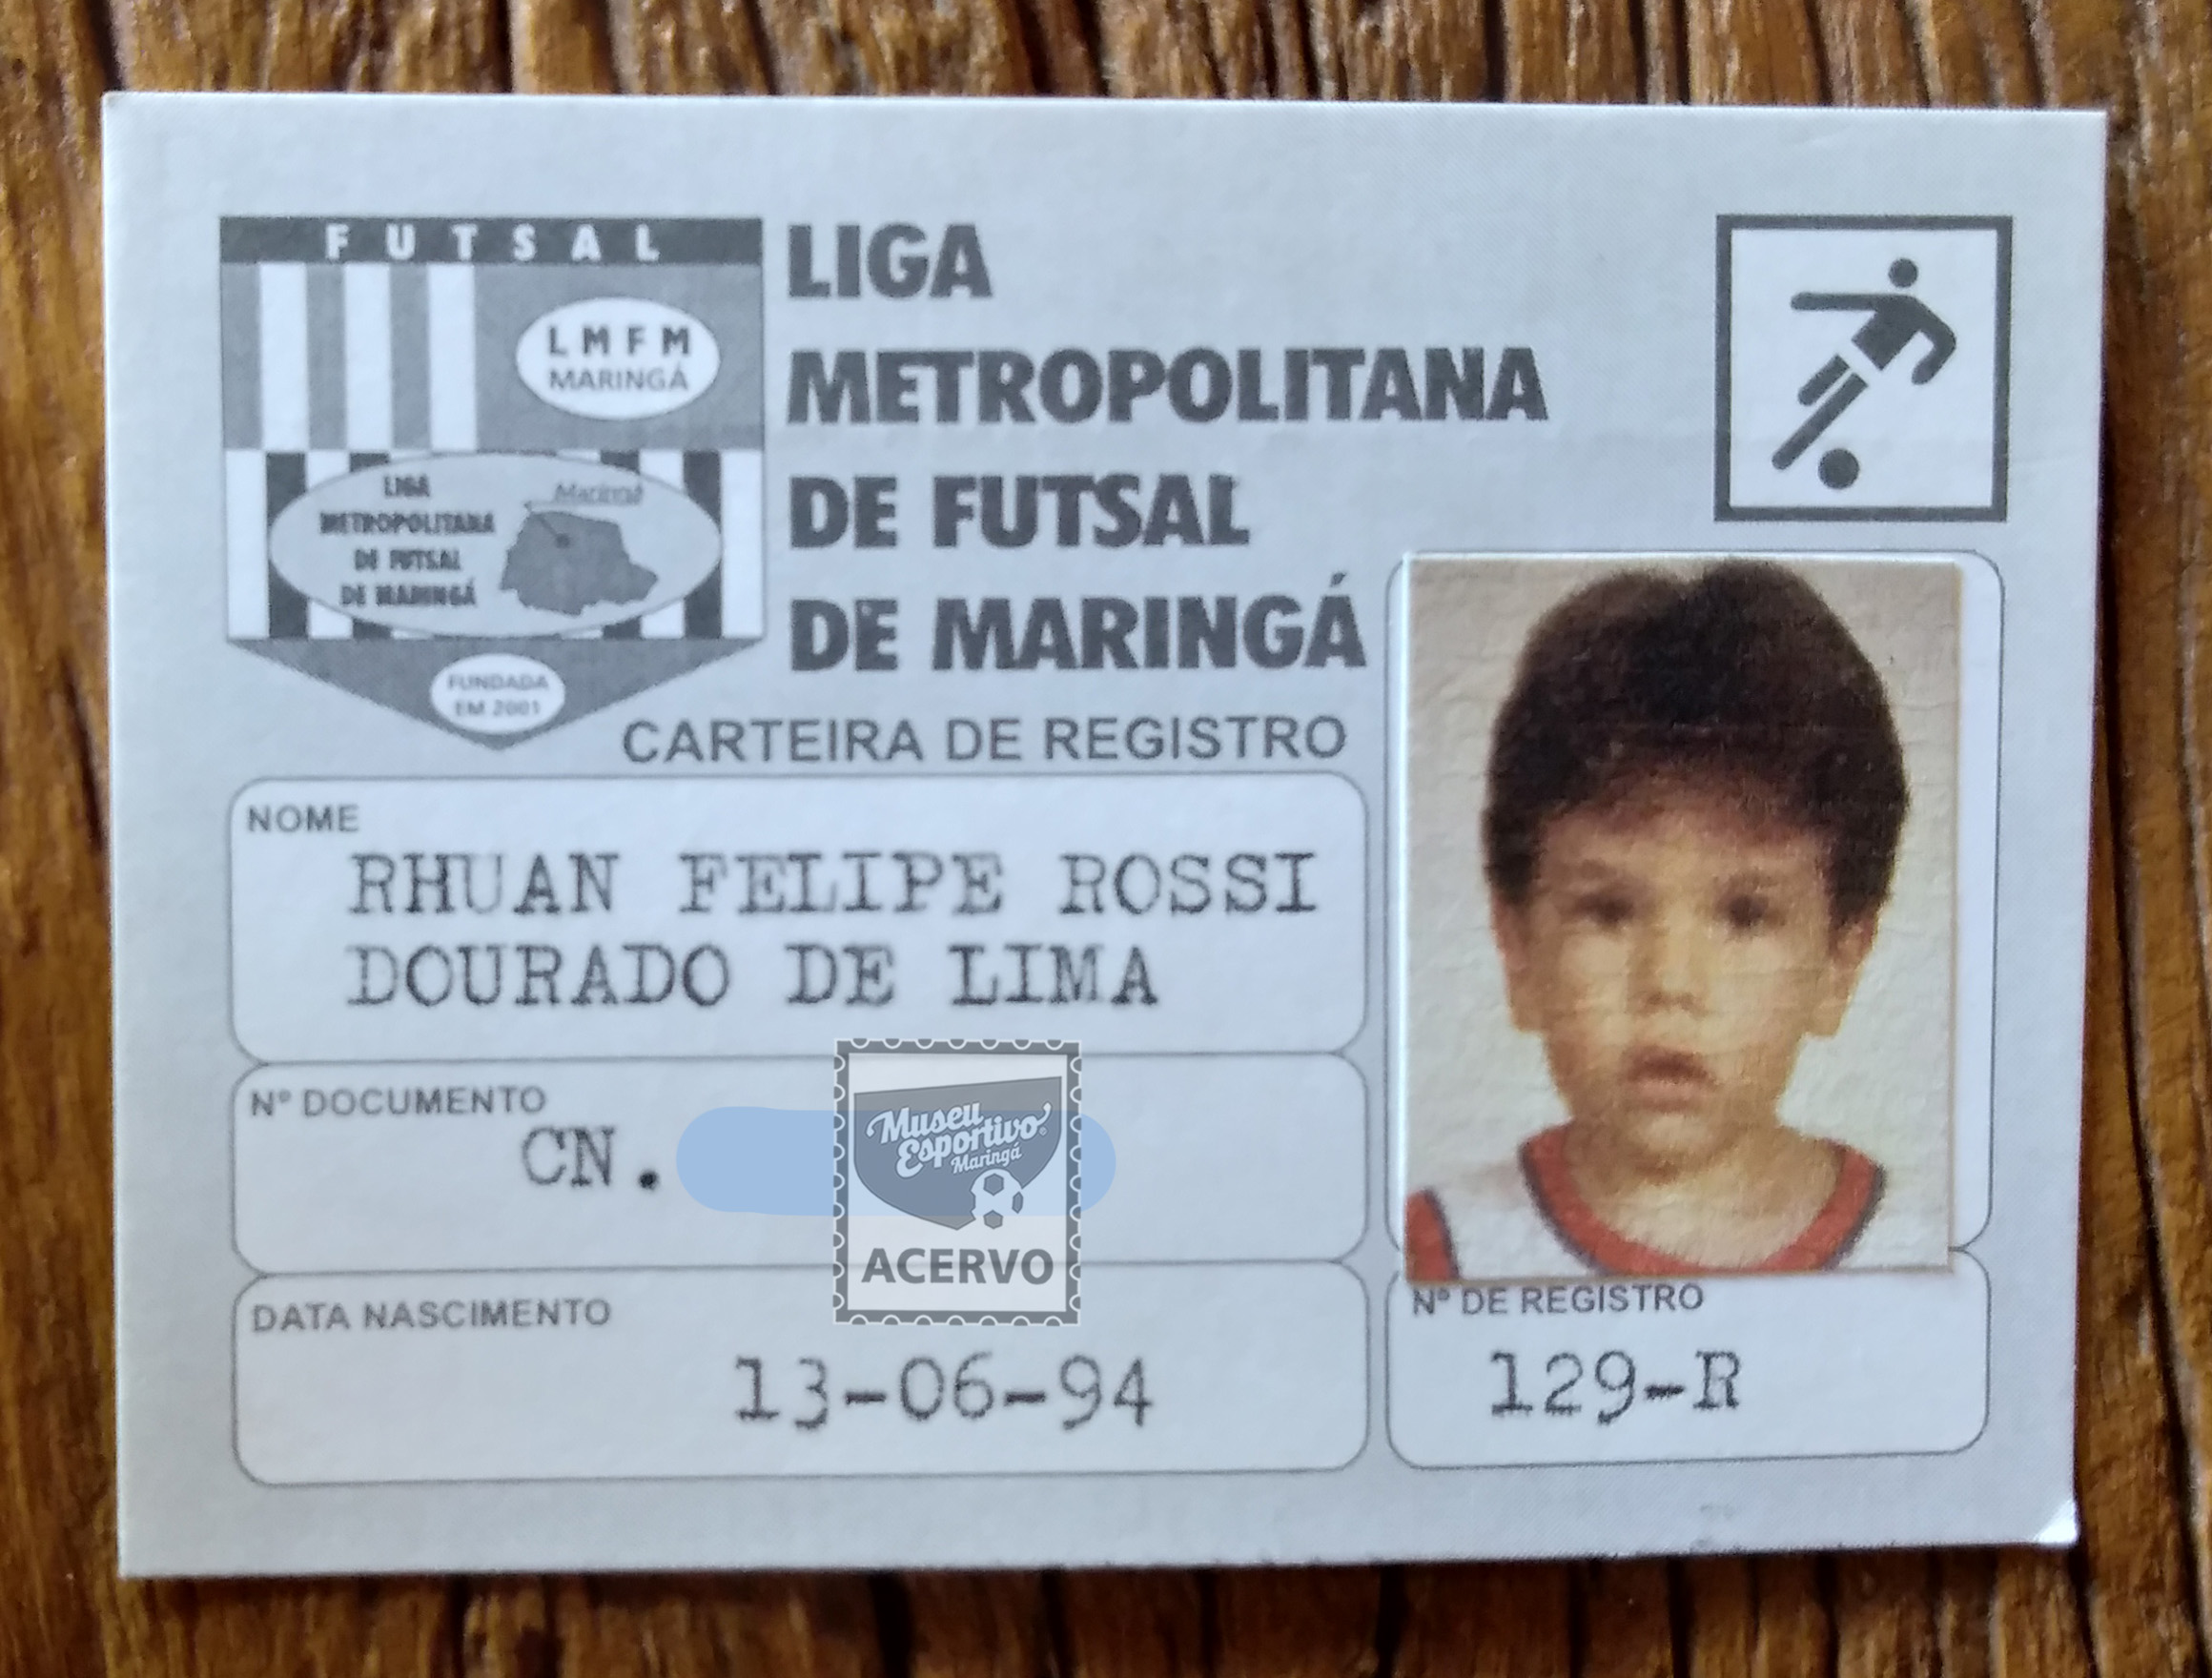 FUTSAL
LMFM
MARINGÁ
LIGA
METROPOLITANA
DE FUTSAL
DE MARINGÁ
Maringá
FUNDADA
EM 2001
LIGA
METROPOLITANA
DE FUTSAL
DE MARINGÁ
CARTEIRA DE REGISTRO
NOME
RHUAN FELIPE ROSSI
DOURADO DE LIMA
Nº DOCUMENTO
CN.
Museu
Esportivo
Maringá
ACERVO
DATA NASCIMENTO
13-06-94
Nº DE REGISTRO
129-R